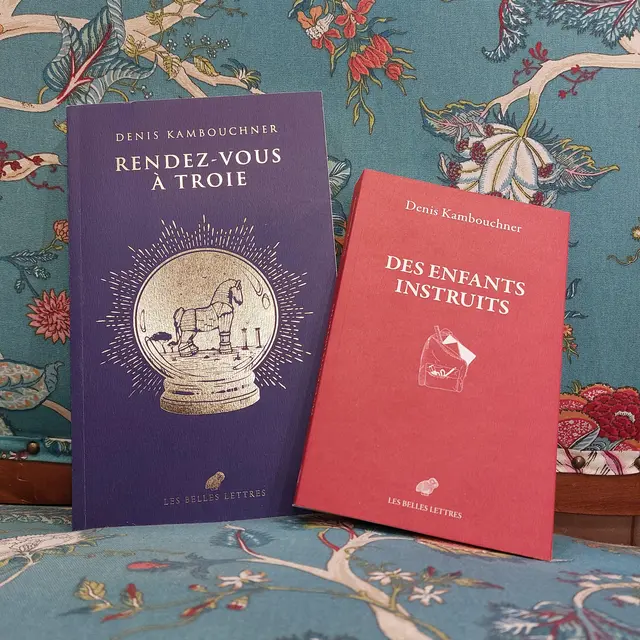 DENIS KAMBOUCHNER
RENDEZ-VOUS
À TROIE
LES BELLES LETTRES
Denis Kambouchner
DES ENFANTS
INSTRUITS
LES BELLES LETTRES